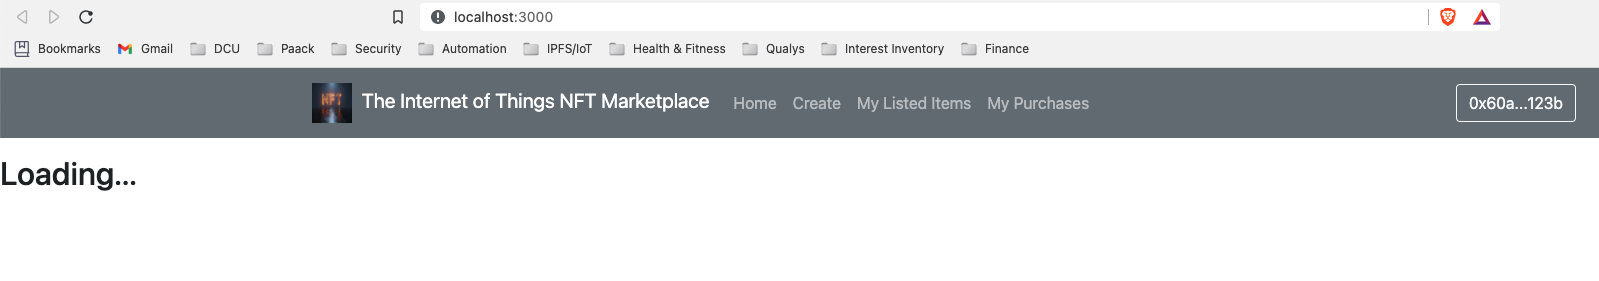 localhost:3000
Bookmarks Gmail DCU Paack Security Automation IPFS/IoT Health & Fitness Qualys Interest Inventory Finance
NFT The Internet of Things NFT Marketplace Home Create My Listed Items My Purchases 0x60a...123b
Loading...